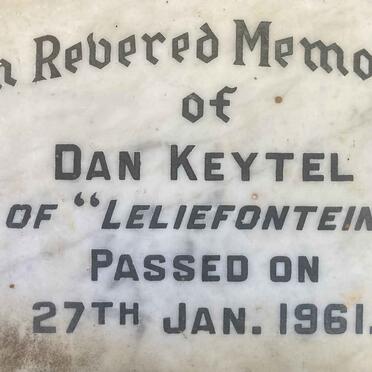 n Revered Memo
of
DAN KEYTEL
OF "LELIEFONTEIN
PASSED ON
27TH JAN. 1961.